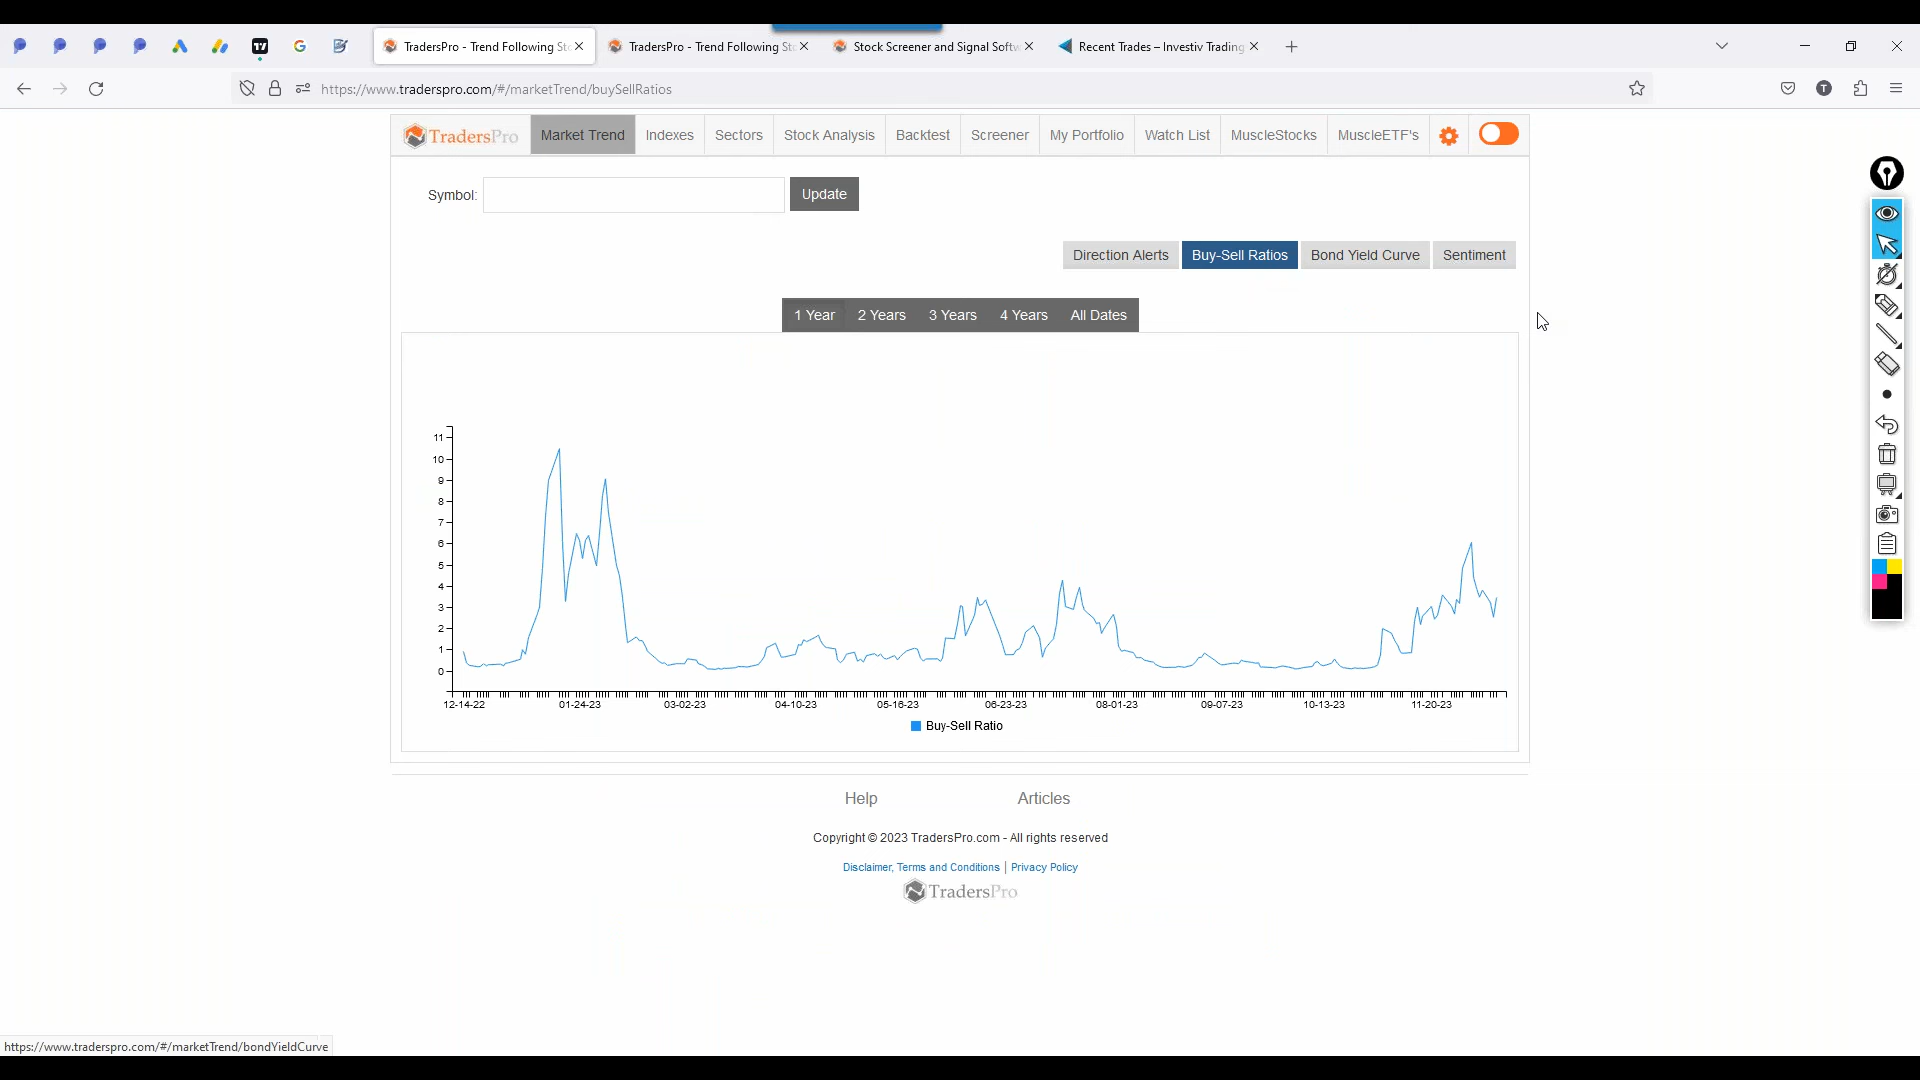 TradersPro - Trend Following Sto
TradersPro - Trend Following Sto
Stock Screener and Signal Softw
Recent Trades – Investiv Trading
https://www.traderspro.com/#/marketTrend/buySellRatios
T
TradersPro
Market Trend
Indexes
Sectors
Stock Analysis
Backtest
Screener
My Portfolio
Watch List
MuscleStocks
MuscleETF's
Symbol:
Update
Direction Alerts
Buy-Sell Ratios
Bond Yield Curve
Sentiment
1 Year
2 Years
3 Years
4 Years
All Dates
11
10
9
8
7
6
5
4
3
2
1
0
12-14-22
01-24-23
03-02-23
04-10-23
05-16-23
06-23-23
08-01-23
09-07-23
10-13-23
11-20-23
Buy-Sell Ratio
Help
Articles
Copyright © 2023 TradersPro.com - All rights reserved
Disclaimer, Terms and Conditions | Privacy Policy
TradersPro
https://www.traderspro.com/#/marketTrend/bondYieldCurve